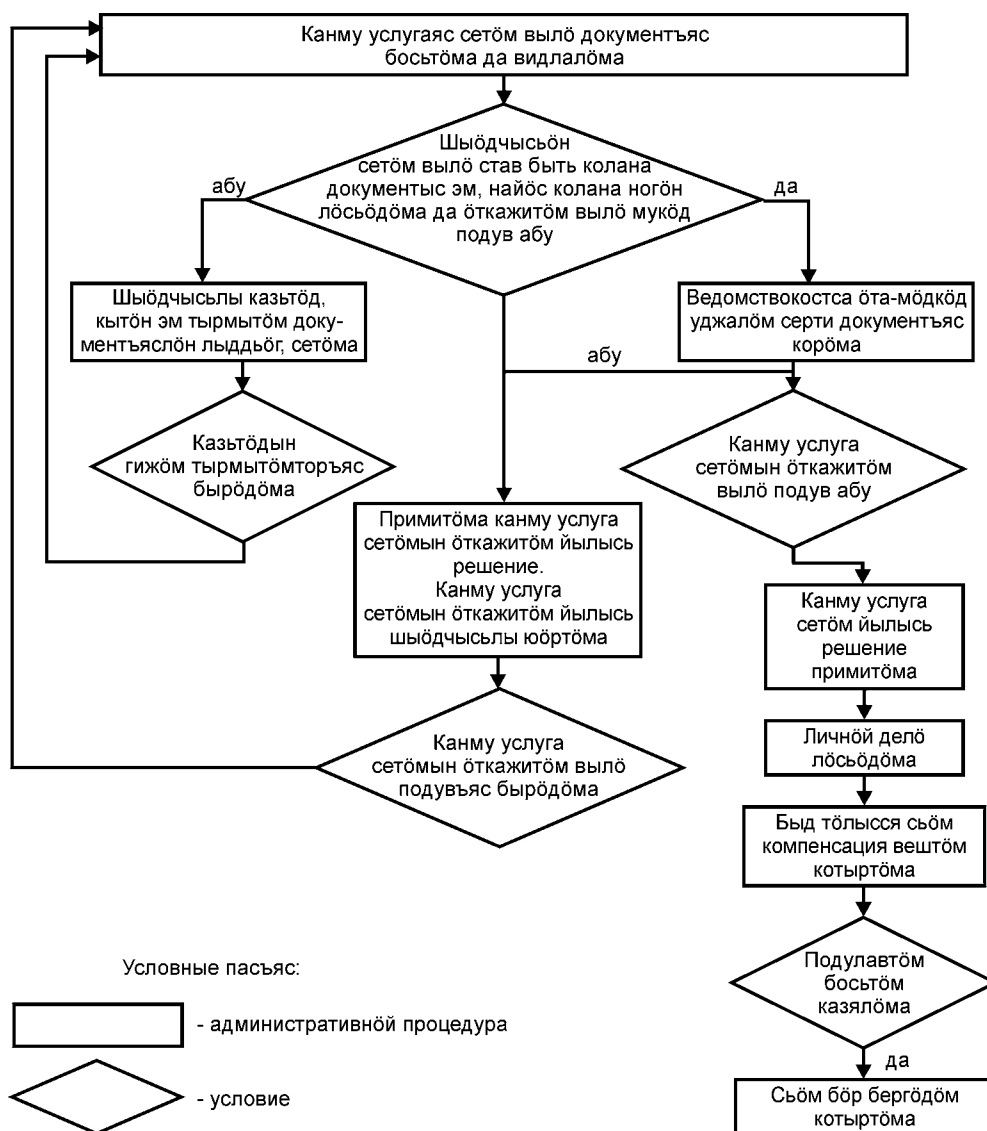 Канму услугаяс сетӧм вылӧ документъяс
босьтӧма да видлалӧма
Шыӧдчысьӧн
сетӧм вылӧ став быть колана
документыс эм, найӧс колана ногӧн
лӧсьӧдӧма да ӧткажитӧм вылӧ мукӧд
подув абу
абу
да
Шыӧдчысьлы казьтӧд,
кытӧн эм тырмытӧм доку-
ментъяслӧн лыддьӧг, сетӧма
Ведомствокостса ӧта-мӧдкӧд
уджалӧм серти документъяс
корӧма
абу
Казьтӧдын
гижӧм тырмытӧмторъяс
бырӧдӧма
Канму услуга
сетӧмын ӧткажитӧм
вылӧ подув абу
Примитӧма канму услуга
сетӧмын ӧткажитӧм йылысь
решение.
Канму услуга
сетӧмын ӧткажитӧм йылысь
шыӧдчысьлы юӧртӧма
Канму услуга
сетӧм йылысь
решение
примитӧма
Канму услуга
сетӧмын ӧткажитӧм вылӧ
подувъяс бырӧдӧма
Личнӧй делӧ
лӧсьӧдӧма
Быд тӧлысся сьӧм
компенсация вештӧм
котыртӧма
Подулавтӧм
босьтӧм
казялӧма
да
Сьӧм бӧр бергӧдӧм
котыртӧма
Условные пасъяс:
- административнӧй процедура
- условие